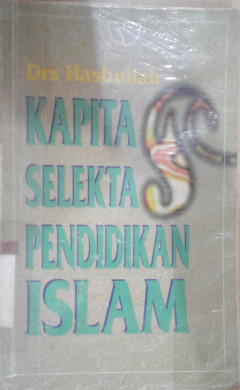 Drs Hasbullah
KAPITA
SELEKTA
PENDIDIKAN
ISLAM